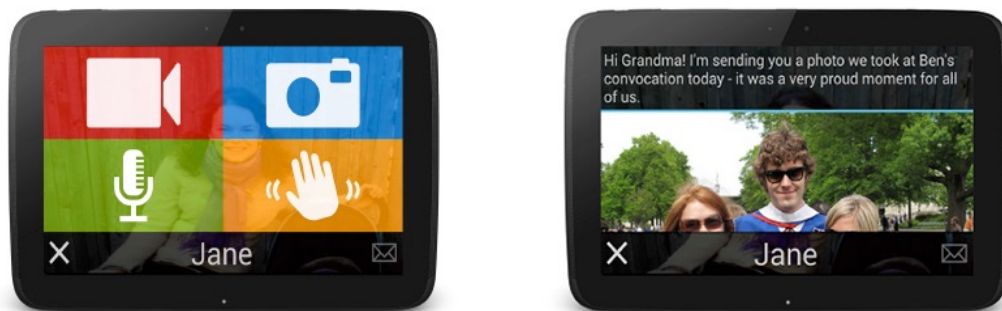 Jane
Hi Grandma! I'm sending you a photo we took at Ben's
convocation today - it was a very proud moment for all
of us.
Jane